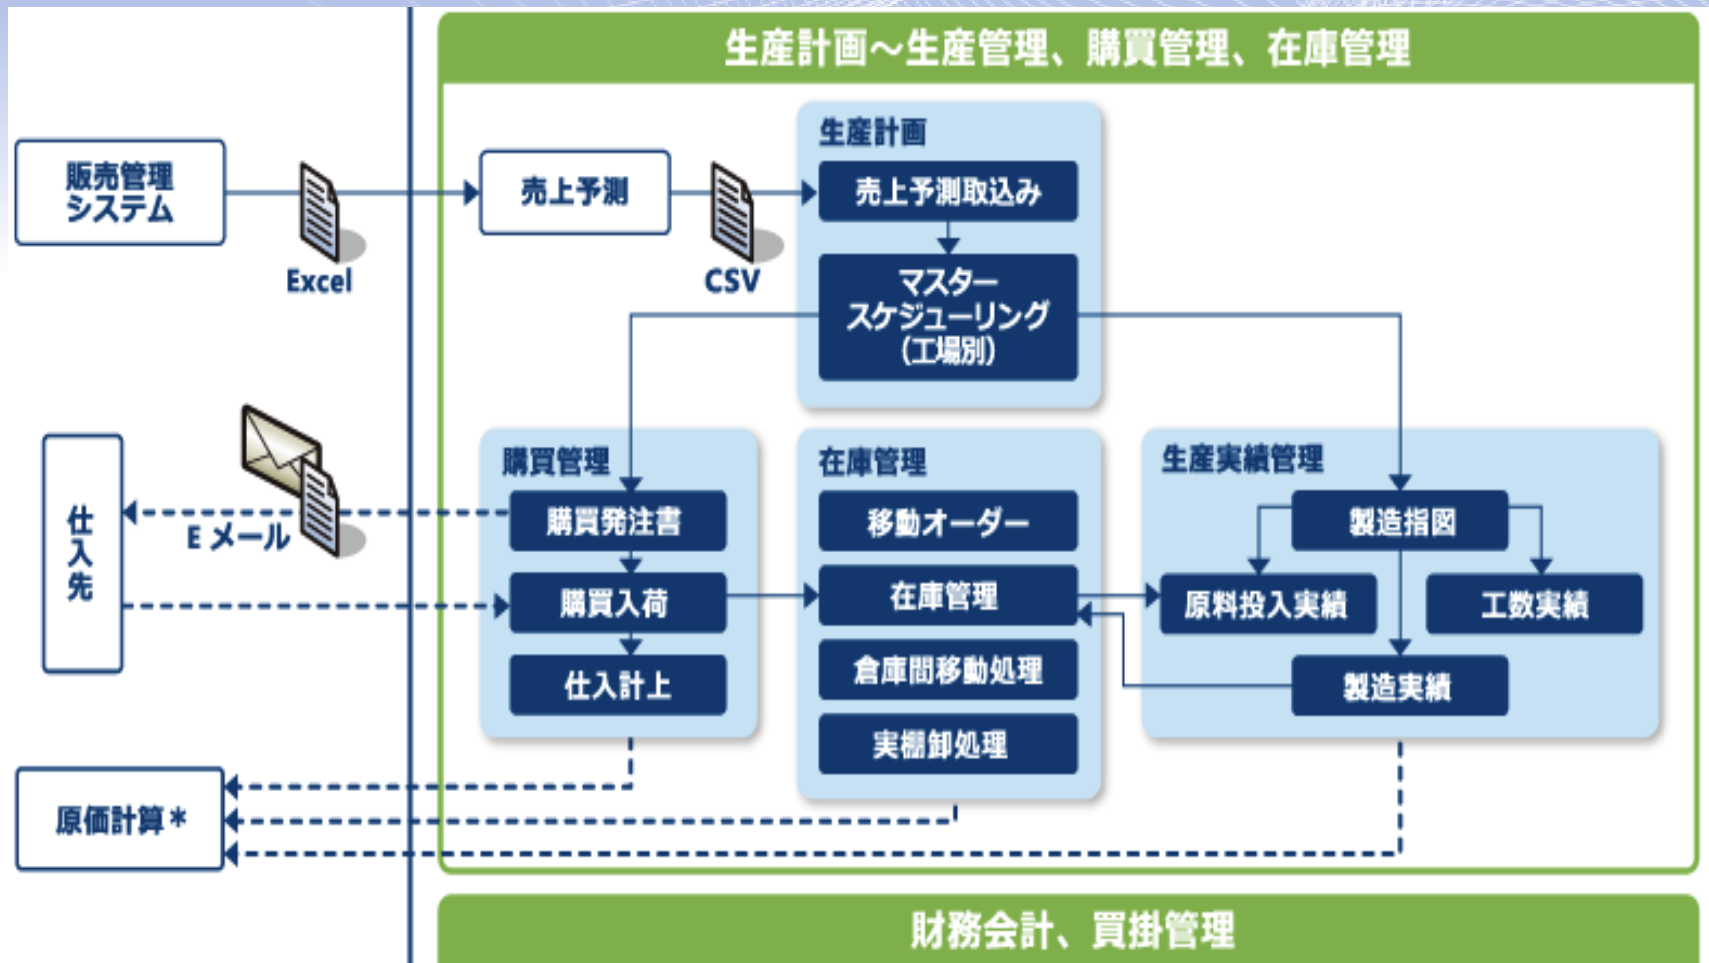 生産計画～生産管理、購買管理、在庫管理
販売管理
システム
Excel
売上予測
CSV
生産計画
売上予測取込み
マスター
スケジューリング
（工場別）
仕入先
Eメール
購買管理
購買発注書
購買入荷
仕入計上
在庫管理
移動オーダー
在庫管理
倉庫間移動処理
実棚卸処理
生産実績管理
製造指図
原料投入実績
工数実績
製造実績
原価計算*
財務会計、買掛管理